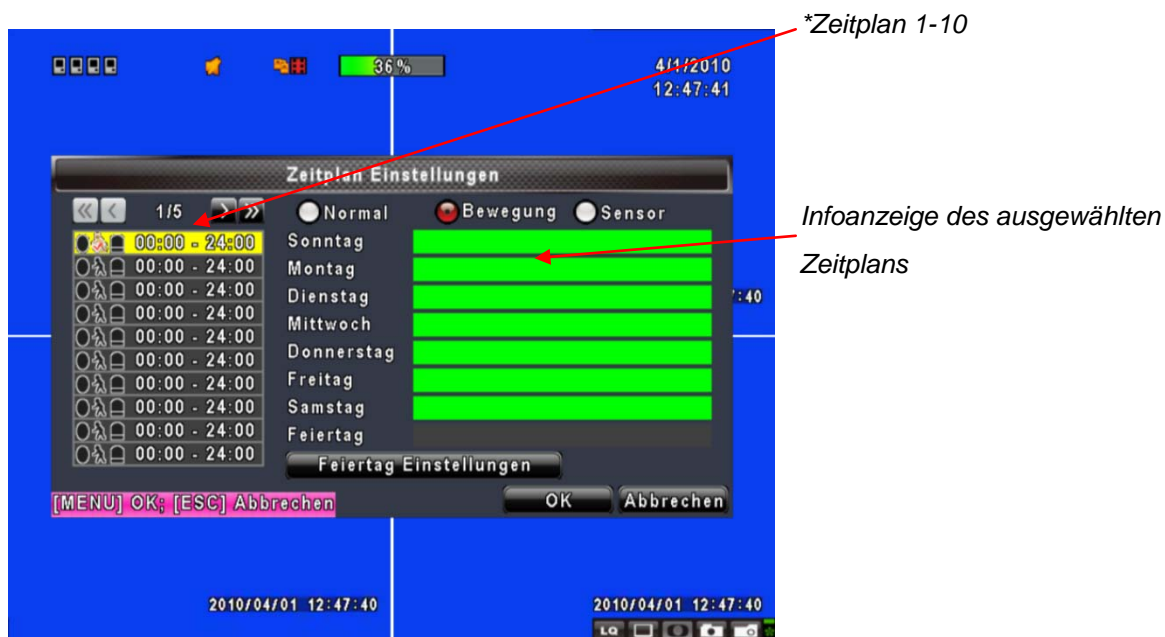 *Zeitplan 1-10
36%
4/1/2010
12:47:41
Zeitplan Einstellungen
1/5
Normal
Bewegung
Sensor
00:00 - 24:00
Sonntag
00:00 - 24:00
Montag
00:00 - 24:00
Dienstag
00:00 - 24:00
Mittwoch
00:00 - 24:00
Donnerstag
00:00 - 24:00
Freitag
00:00 - 24:00
Samstag
00:00 - 24:00
Feiertag
00:00 - 24:00
00:00 - 24:00
Infoanzeige des ausgewählten
Zeitplans
:40
Feiertag Einstellungen
[MENU] OK; [ESC] Abbrechen
OK
Abbrechen
2010/04/01 12:47:40
2010/04/01 12:47:40
LQ